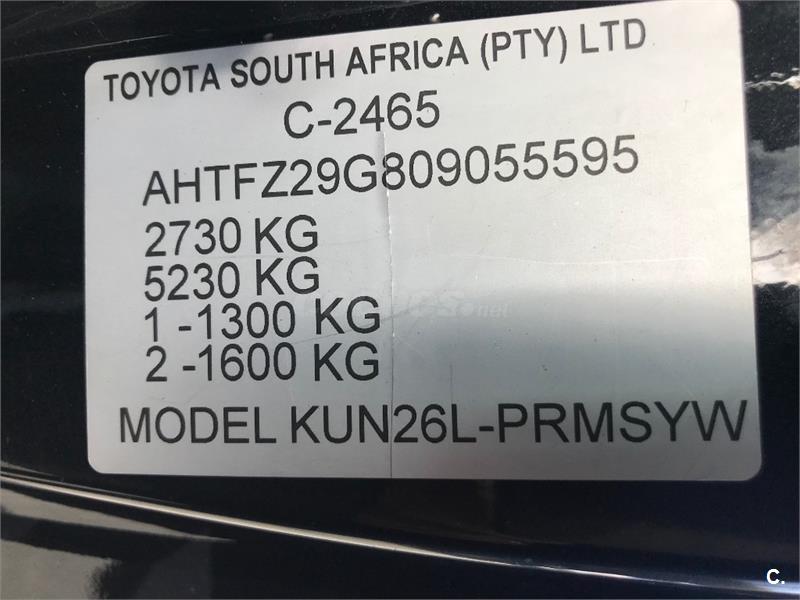 TOYOTA SOUTH AFRICA (PTY) LTD
C-2465
AHTFZ29G809055595
2730 KG
5230 KG
1 -1300 KG
2 -1600 KG
MODEL KUN26L-PRMSYW
C.